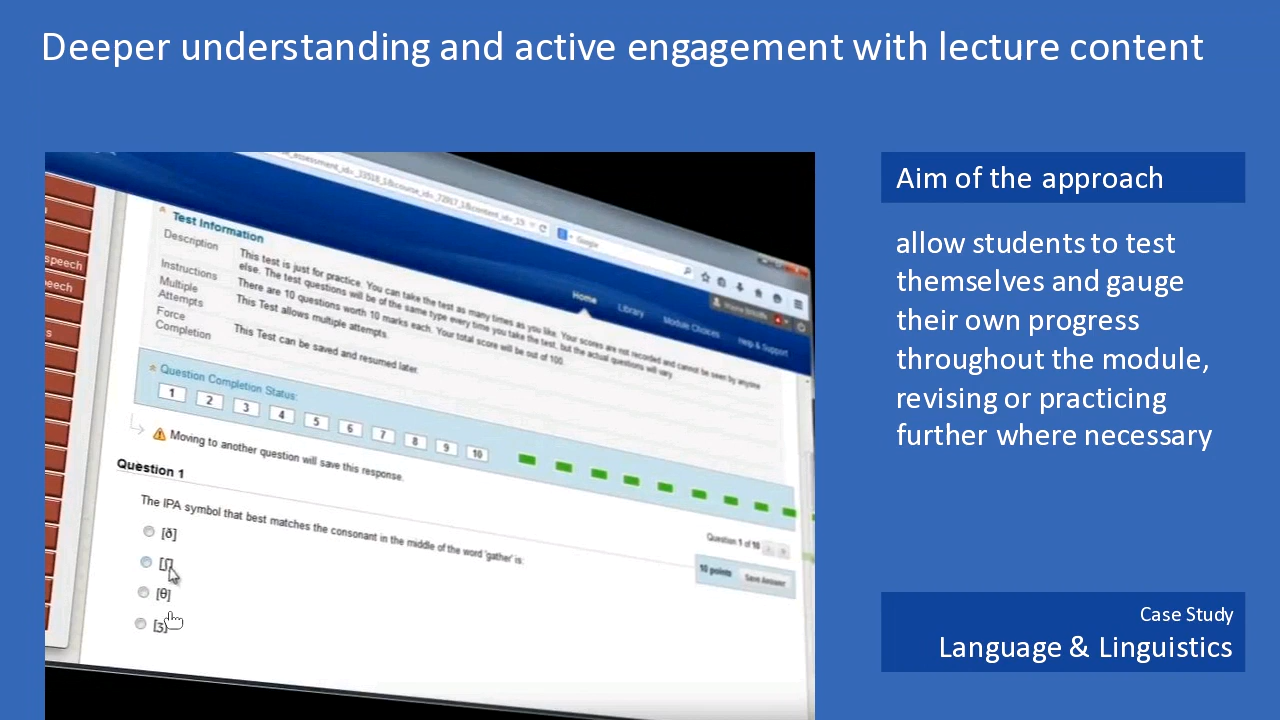 Deeper understanding and active engagement with lecture content
Aim of the approach
allow students to test
themselves and gauge
their own progress
throughout the module,
revising or practicing
further where necessary
Case Study
Language & Linguistics
Google
Home
Library
Module Choices
Help & Support
speech
eech
Test Information
Description
This test is just for practice. You can take the test as many times as you like. Your scores are not recorded and cannot be seen by anyone
else. The test questions will be of the same type every time you take the test, but the actual questions will vary.
Instructions
There are 10 questions worth 10 marks each. Your total score will be out of 100.
Multiple
Attempts
This Test allows multiple attempts.
Force
Completion
This Test can be saved and resumed later.
Question Completion Status:
1 2 3 4 5 6 7 8 9 10
Moving to another question will save this response.
Question 1
Question 1 of 10
10 points
Save Answer
The IPA symbol that best matches the consonant in the middle of the word 'gather' is:
[ð]
[ʃ]
[θ]
[ʒ]